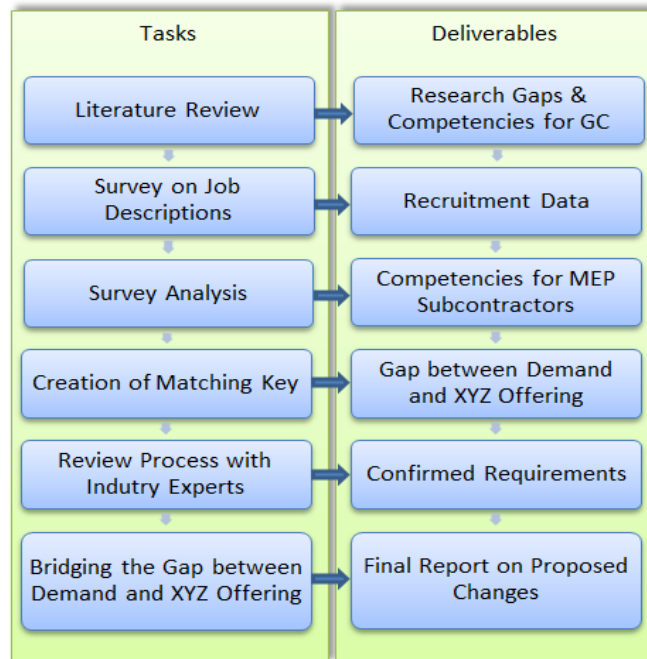 Tasks
Deliverables
Literature Review
Research Gaps &
Competencies for GC
Survey on Job
Descriptions
Recruitment Data
Survey Analysis
Competencies for MEP
Subcontractors
Creation of Matching Key
Gap between Demand
and XYZ Offering
Review Process with
Indutry Experts
Confirmed Requirements
Bridging the Gap between
Demand and XYZ Offering
Final Report on Proposed
Changes